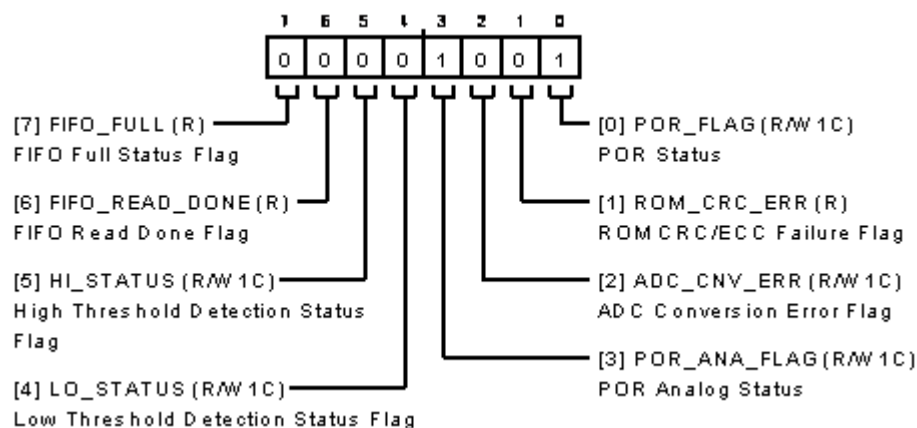 7 6 5 4 3 2 1 0
0 0 0 0 1 0 0 1
[7] FIFO_FULL (R)
FIFO Full Status Flag
[6] FIFO_READ_DONE (R)
FIFO Read Done Flag
[5] HI_STATUS (R/W1C)
High Threshold Detection Status
Flag
[4] LO_STATUS (R/W1C)
Low Threshold Detection Status Flag
[0] POR_FLAG (R/W1C)
POR Status
[1] ROM_CRC_ERR (R)
ROM CRC/ECC Failure Flag
[2] ADC_CNV_ERR (R/W1C)
ADC Conversion Error Flag
[3] POR_ANA_FLAG (R/W1C)
POR Analog Status